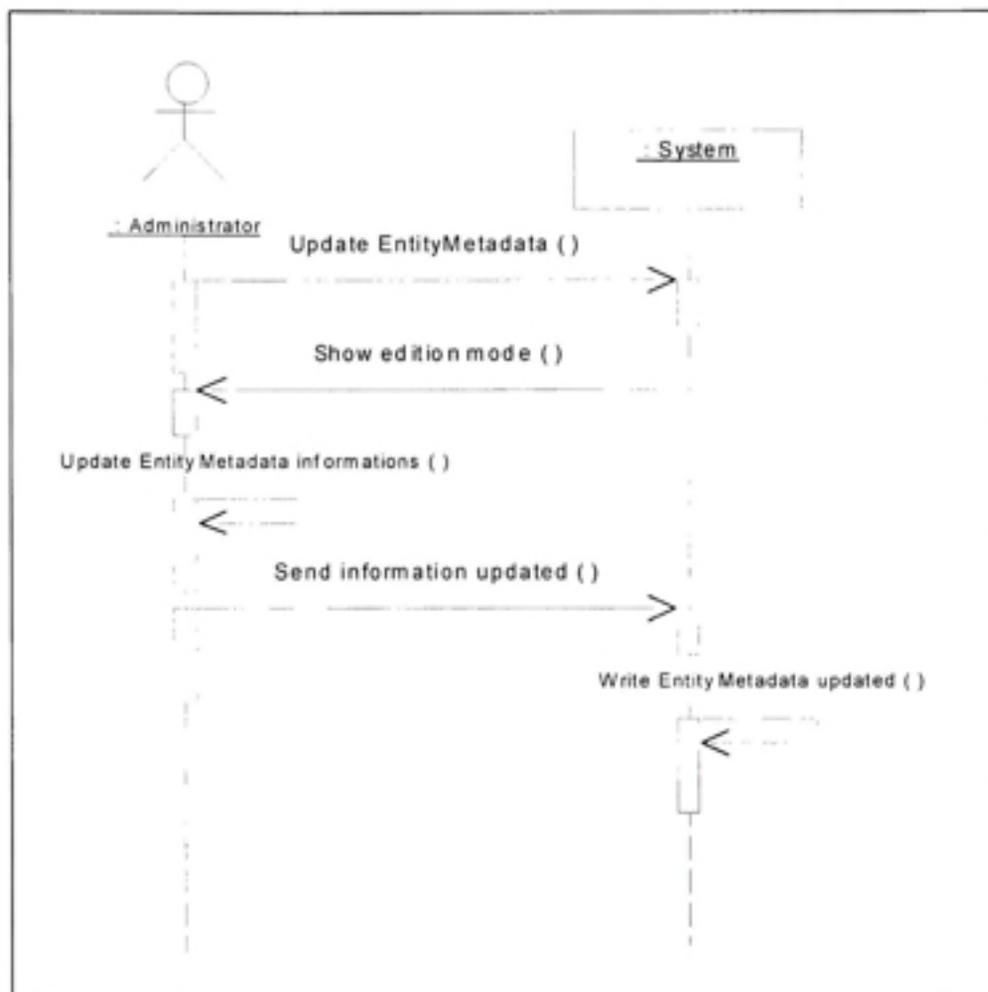 : System
: Administrator
Update EntityMetadata ( )
Show edition mode ( )
Update Entity Metadata informations ( )
Send information updated ( )
Write Entity Metadata updated ( )